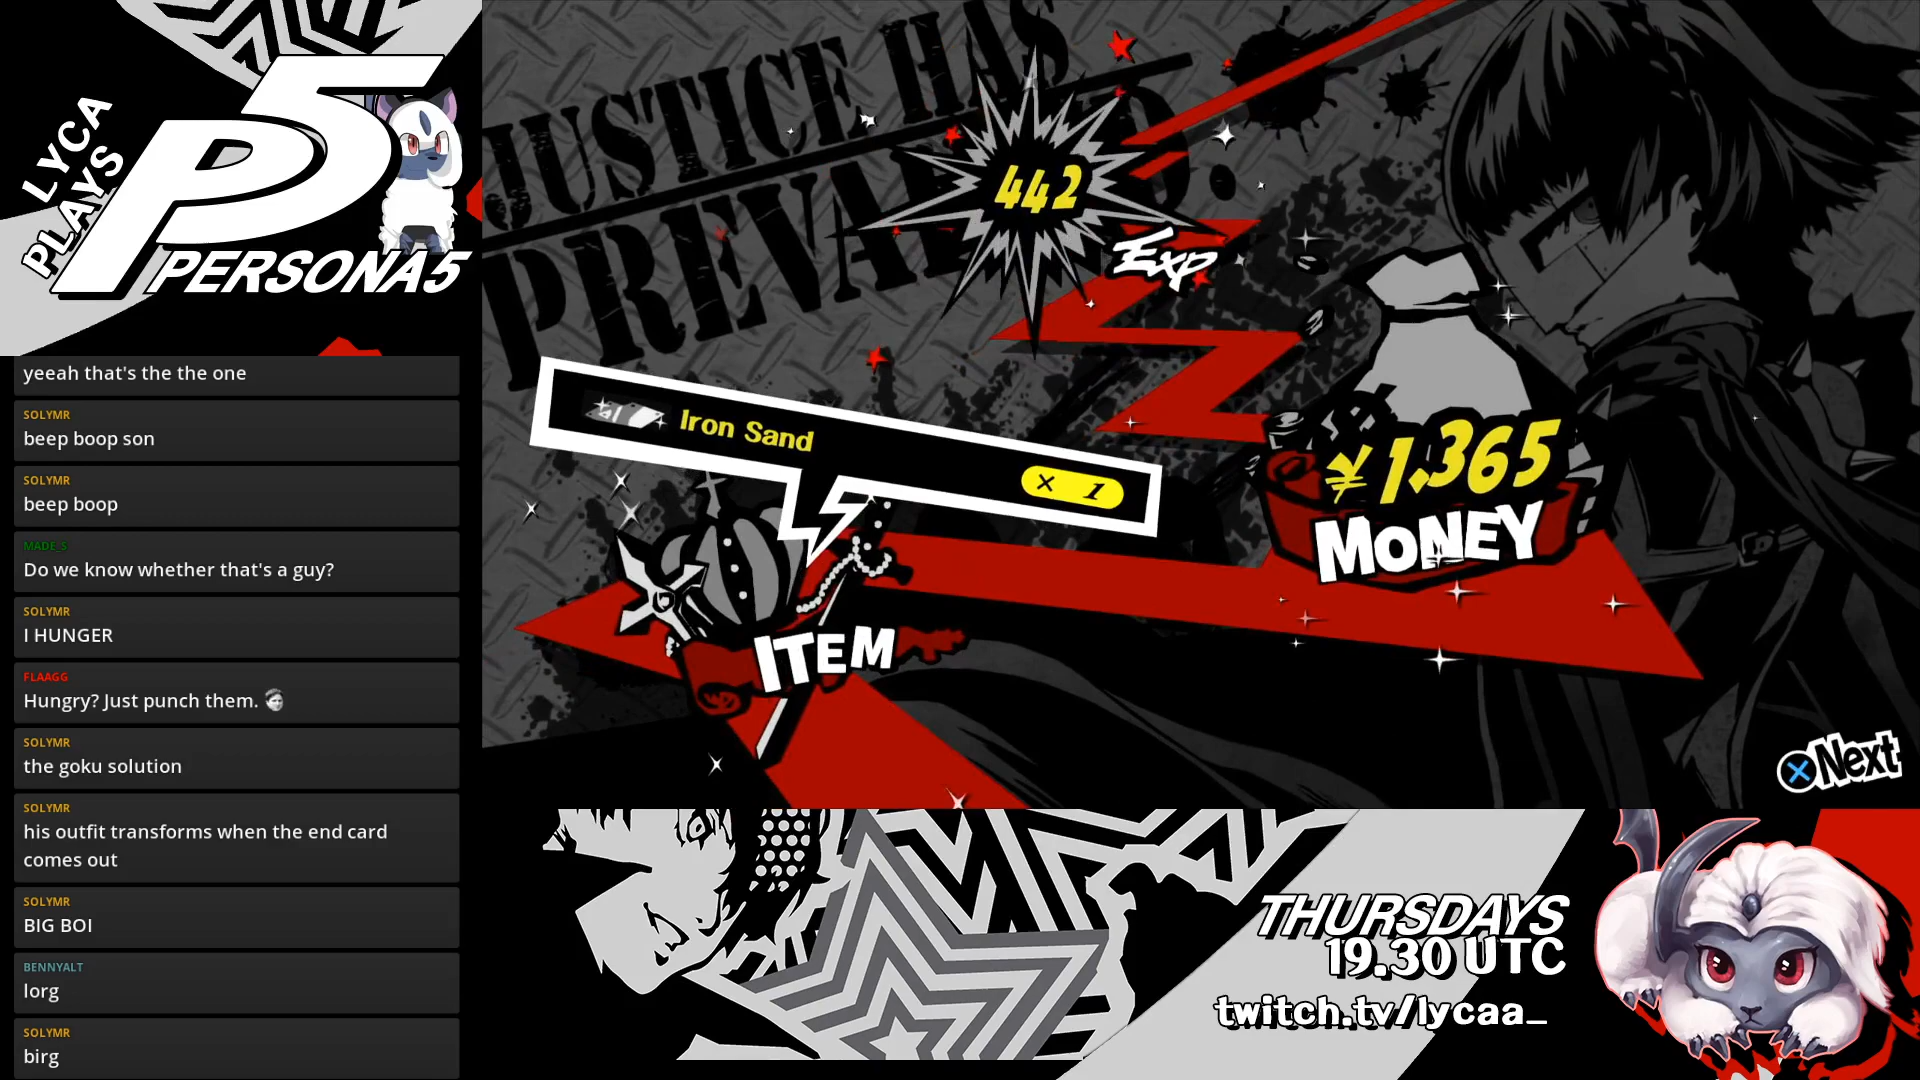 LYCA
PLAYS
P5
PERSONA5
yeeah that's the the one
SOLYMR
beep boop son
SOLYMR
beep boop
MADE_S
Do we know whether that's a guy?
SOLYMR
I HUNGER
FLAAGG
Hungry? Just punch them.
SOLYMR
the goku solution
SOLYMR
his outfit transforms when the end card
comes out
SOLYMR
BIG BOI
BENNYALT
lorg
SOLYMR
birg
JUSTICE HAS
PREVA
D.
442
Exp
Iron Sand
× 1
ITEM
¥1,365
MONEY
Next
THURSDAYS
19.30 UTC
twitch.tv/lycaa_